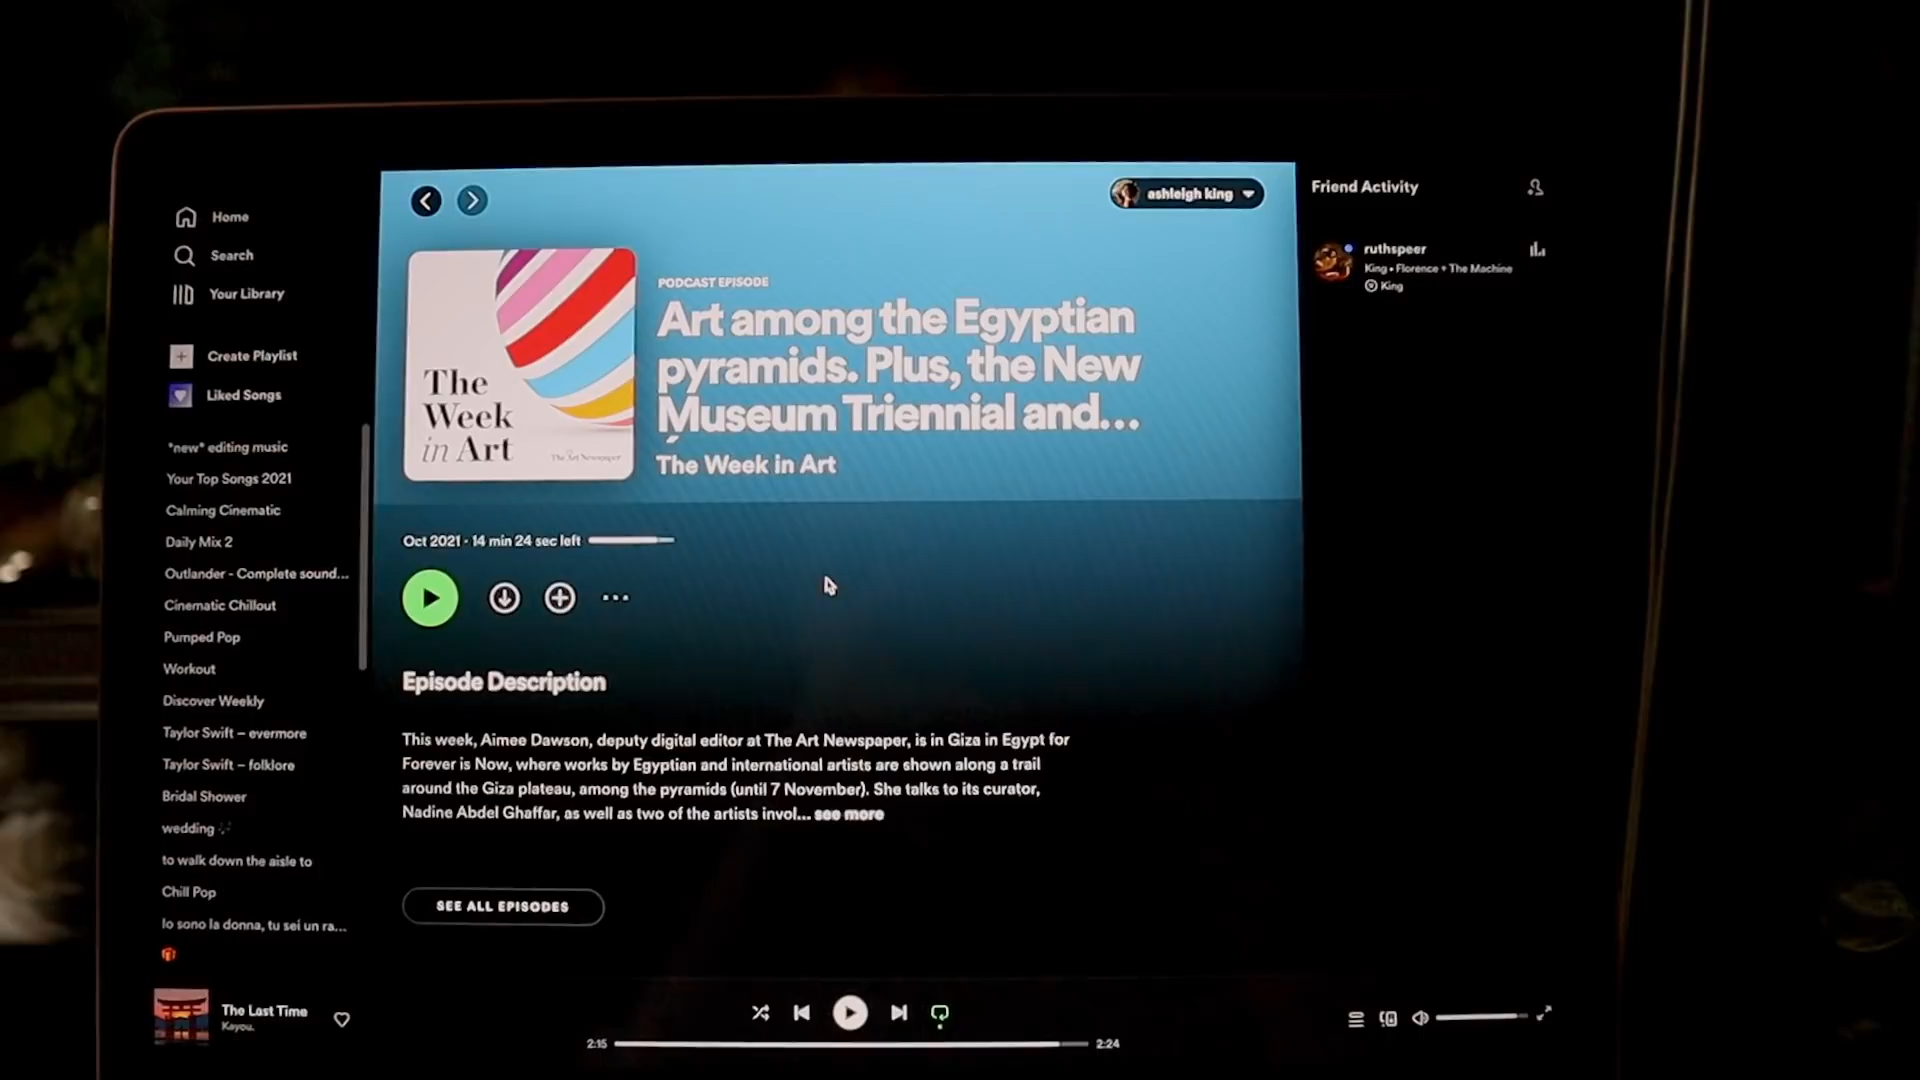 Home
Search
Your Library
Create Playlist
Liked Songs
*new* editing music
Your Top Songs 2021
Calming Cinematic
Daily Mix 2
Outlander - Complete sound...
Cinematic Chillout
Pumped Pop
Workout
Discover Weekly
Taylor Swift – evermore
Taylor Swift – folklore
Bridal Shower
wedding
to walk down the aisle to
Chill Pop
Io sono la donna, tu sei un ra...
The Last Time
Kayou.
ashleigh king
The
Week
in Art
The Art Newspaper
PODCAST EPISODE
Art among the Egyptian
pyramids. Plus, the New
Museum Triennial and...
The Week in Art
Oct 2021 · 14 min 24 sec left
Episode Description
This week, Aimee Dawson, deputy digital editor at The Art Newspaper, is in Giza in Egypt for
Forever is Now, where works by Egyptian and international artists are shown along a trail
around the Giza plateau, among the pyramids (until 7 November). She talks to its curator,
Nadine Abdel Ghaffar, as well as two of the artists invol... see more
SEE ALL EPISODES
2:15
2:24
Friend Activity
ruthspeer
King • Florence + The Machine
King